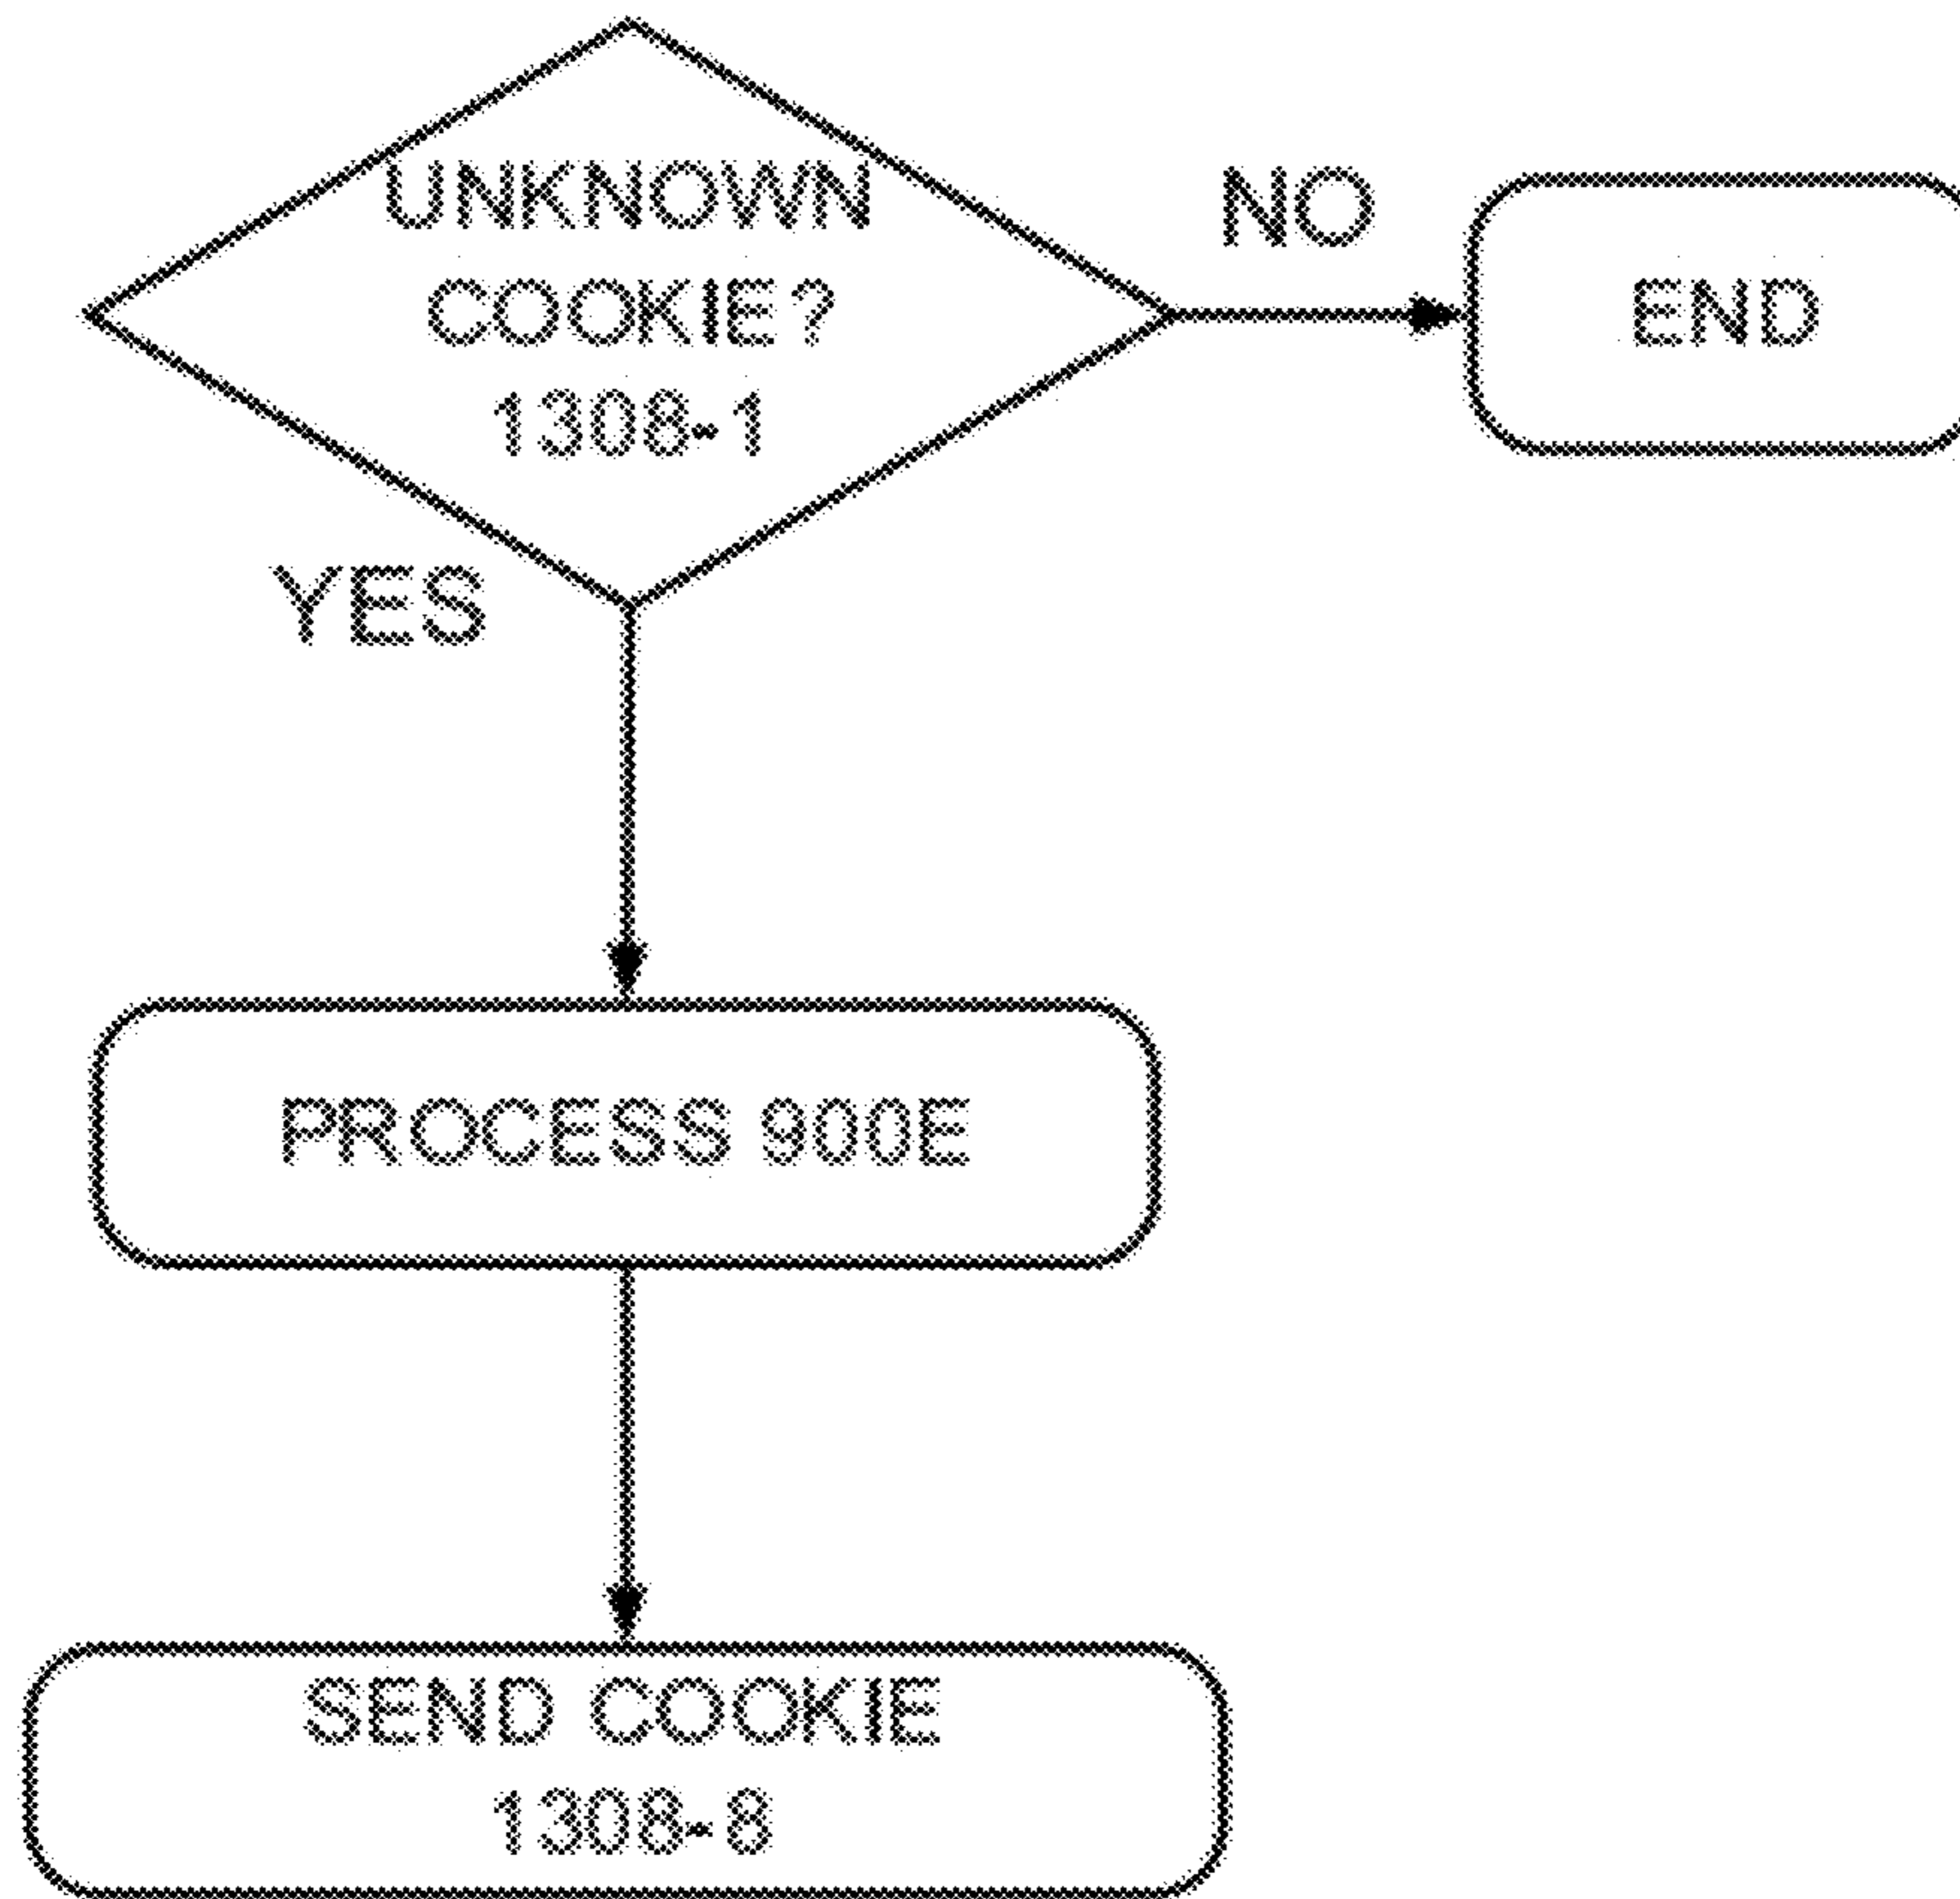 UNKNOWN
COOKIE?
1308-1
NO
END
YES
PROCESS 900E
SEND COOKIE
1308-8